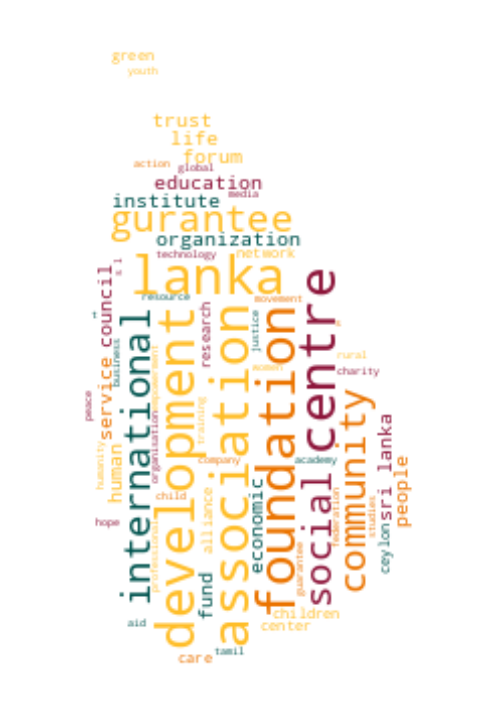 green
youth
trust
life
forum
action
global
education
media
institute
gurantee
organization
technology
network
lanka
s l
resource
movement
council
research
international
development
association
foundation
social centre
justice
t
s
business
empowerment
rural
women
charity
service
peace
community
training
organisation
sri lanka
human
humanity
company
academy
people
child
alliance
economic
federation
studies
hope
professional
ceylon
guarantee
fund
aid
children
center
care
tamil